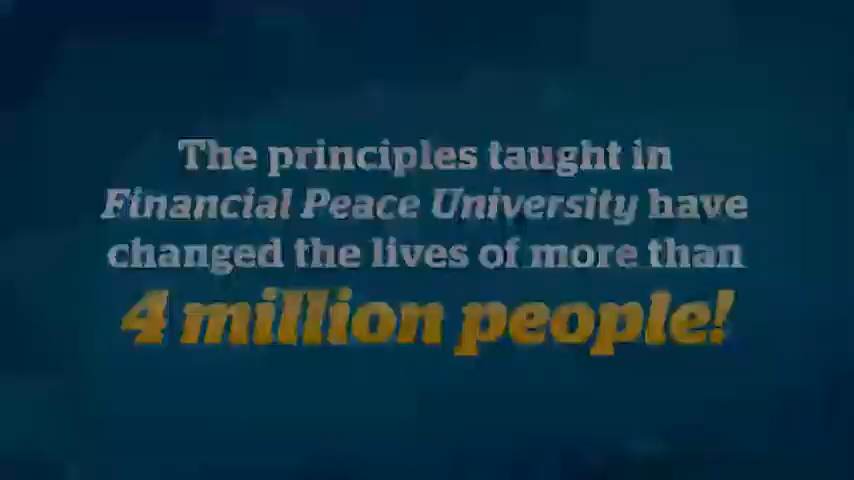 The principles taught in
Financial Peace University have
changed the lives of more than
4 million people!